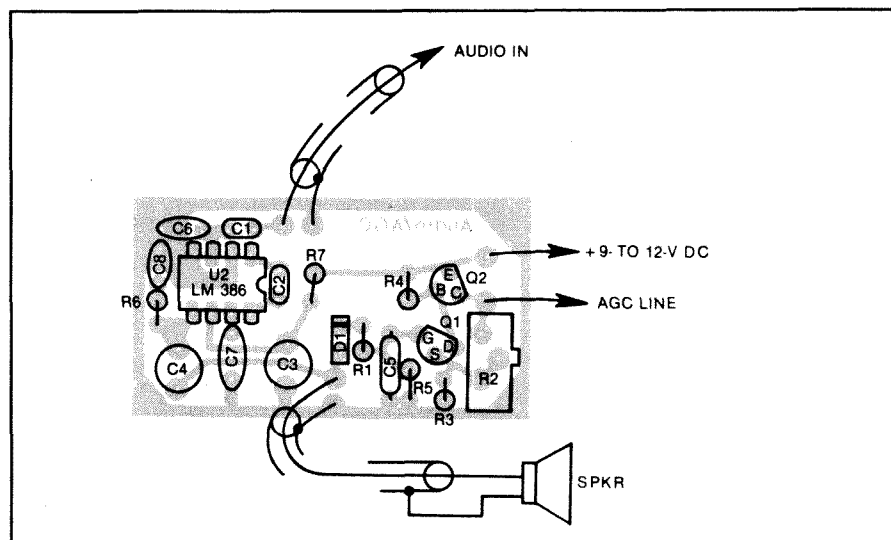 AUDIO IN
+ 9- TO 12-V DC
AGC LINE
SPKR
C6
C1
C8
U2
LM 386
C2
R7
R6
R4
E
B
C
Q2
Q1
G
S
D
D1
R1
C5
R5
R3
R2
C4
C7
C3